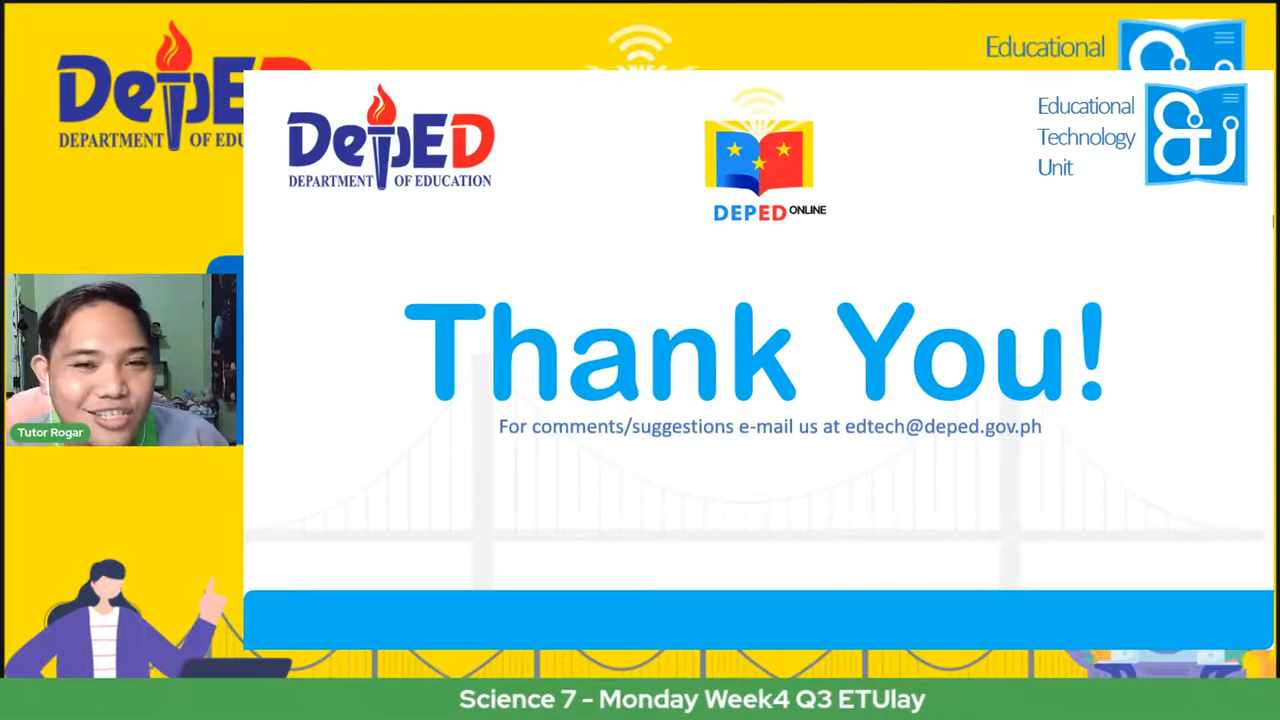 DepED
DEPARTMENT OF EDU
Educational
DepED
DEPARTMENT OF EDUCATION
DEPED ONLINE
Educational
Technology
Unit
Thank You!
For comments/suggestions e-mail us at edtech@deped.gov.ph
Tutor Rogar
Science 7 - Monday Week4 Q3 ETUlay